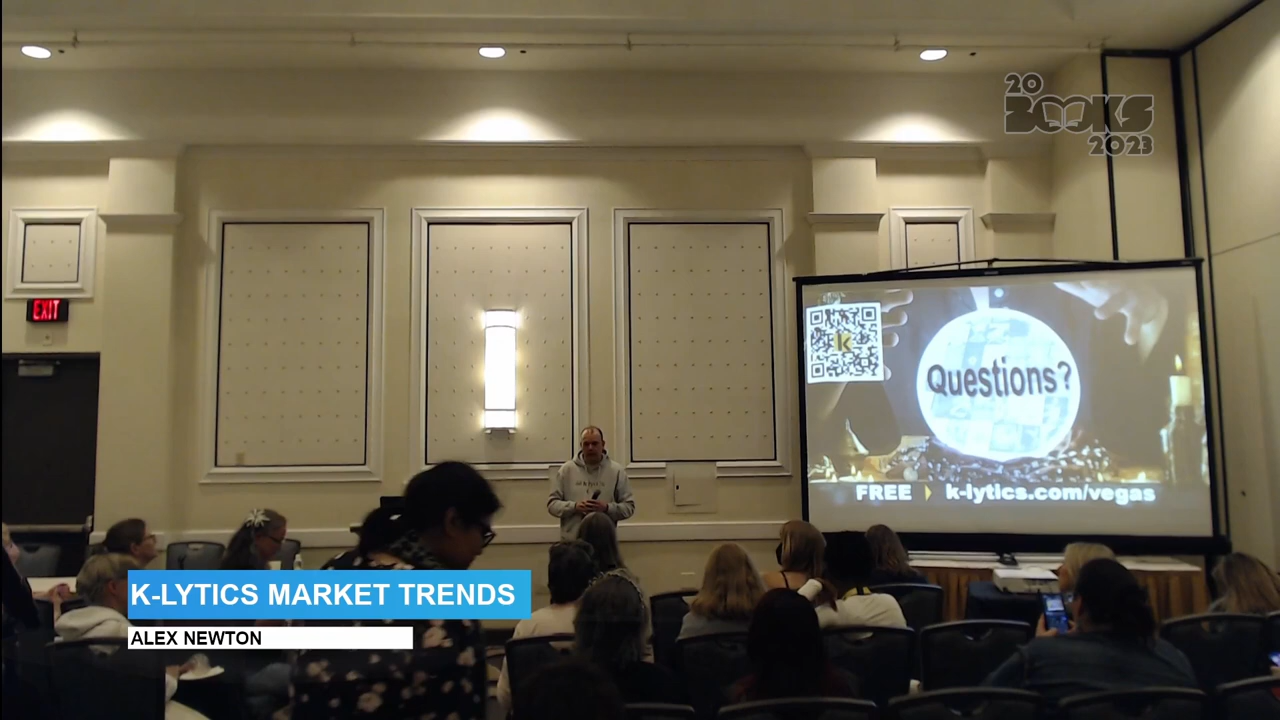 20
BOOKS
2023
EXIT
k
Questions?
FREE k-lytics.com/vegas
K-LYTICS MARKET TRENDS
ALEX NEWTON